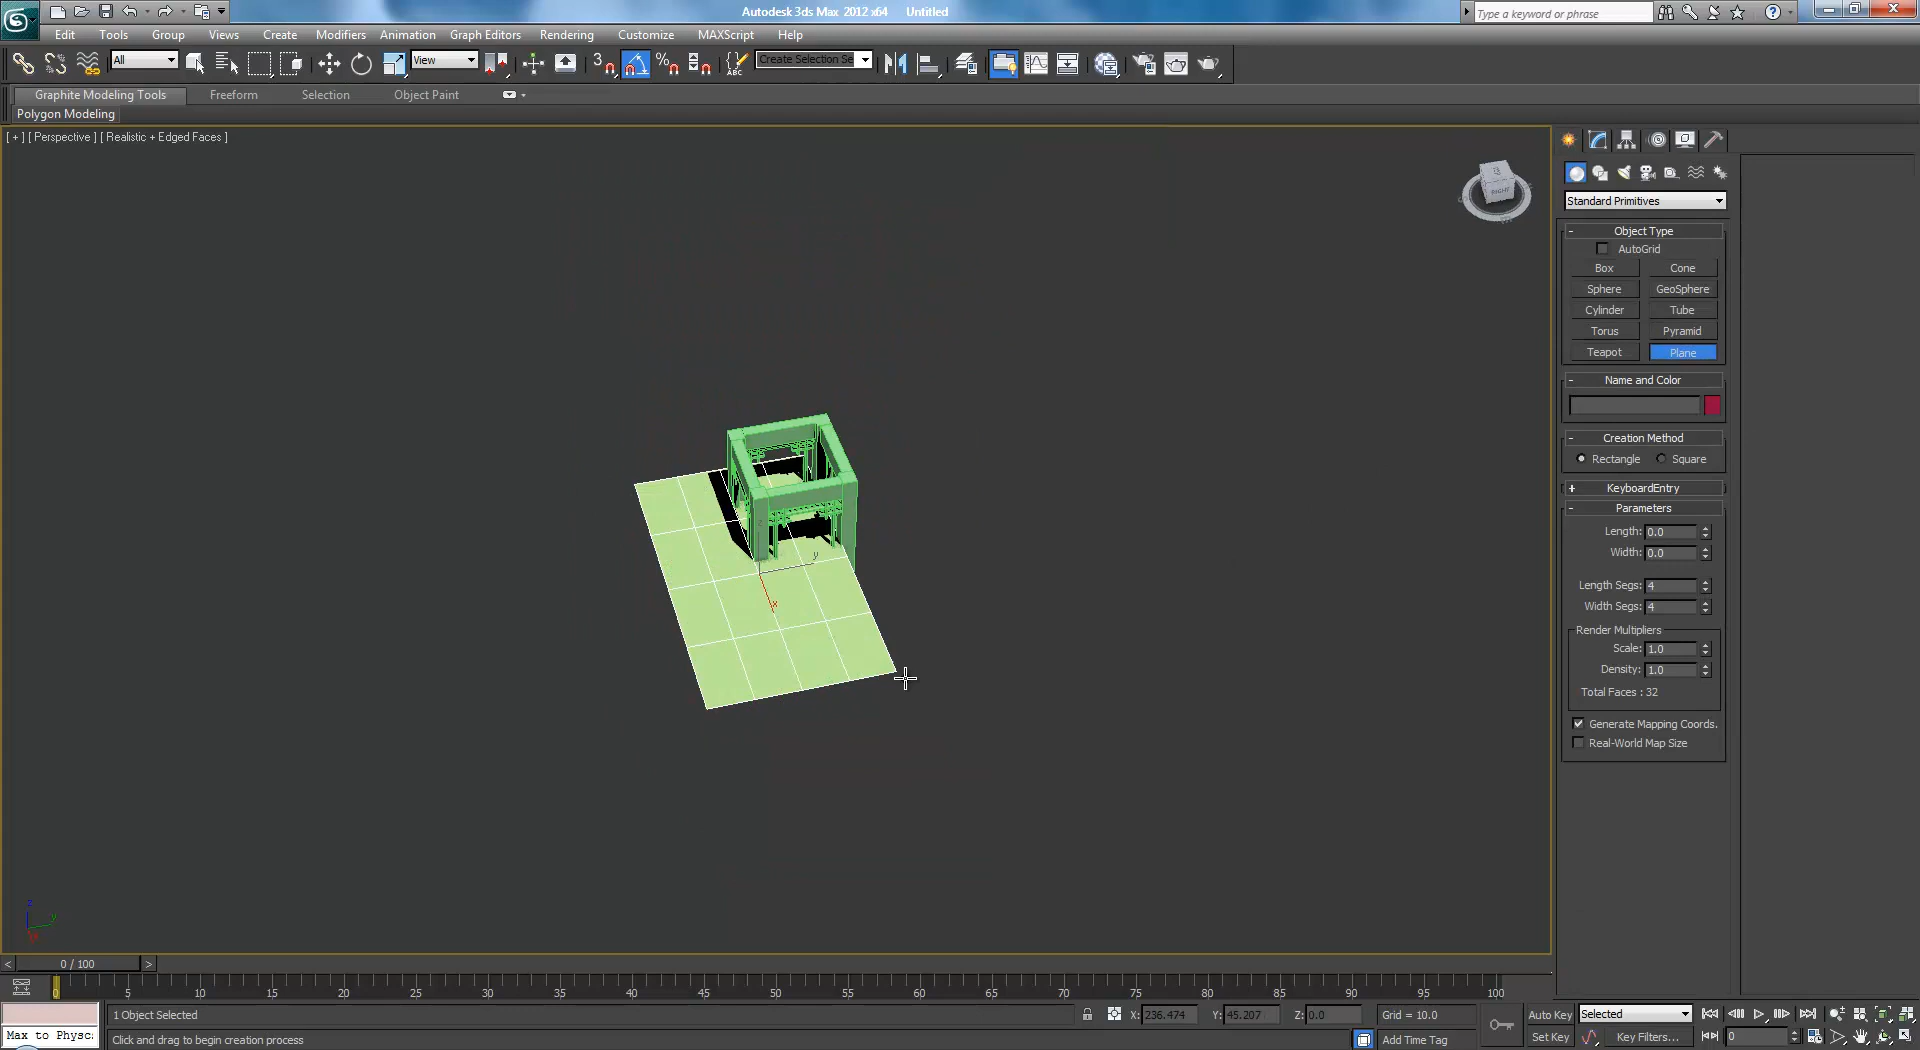 Autodesk 3ds Max 2012 x64 Untitled
Type a keyword or phrase
Edit Tools Group Views Create Modifiers Animation Graph Editors Rendering Customize MAXScript Help
All View Create Selection Se
Graphite Modeling Tools Freeform Selection Object Paint
Polygon Modeling
[ + ] [ Perspective ] [ Realistic + Edged Faces ]
RIGHT
Standard Primitives
- Object Type
AutoGrid
Box Cone
Sphere GeoSphere
Cylinder Tube
Torus Pyramid
Teapot Plane
- Name and Color
- Creation Method
Rectangle Square
+ KeyboardEntry
- Parameters
Length: 0.0
Width: 0.0
Length Segs: 4
Width Segs: 4
Render Multipliers
Scale: 1.0
Density: 1.0
Total Faces : 32
Generate Mapping Coords.
Real-World Map Size
z
y
x
z
y
x
< 0 / 100 >
0 5 10 15 20 25 30 35 40 45 50 55 60 65 70 75 80 85 90 95 100
1 Object Selected X: 236.474 Y: 45.207 Z: 0.0 Grid = 10.0 Auto Key Selected
Max to Physc: Click and drag to begin creation process Add Time Tag Set Key Key Filters... 0